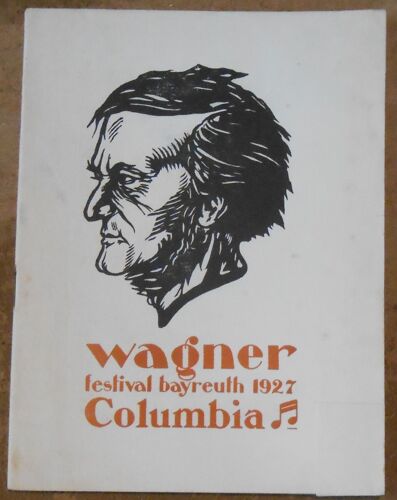 wagner
festival bayreuth 1927
Columbia